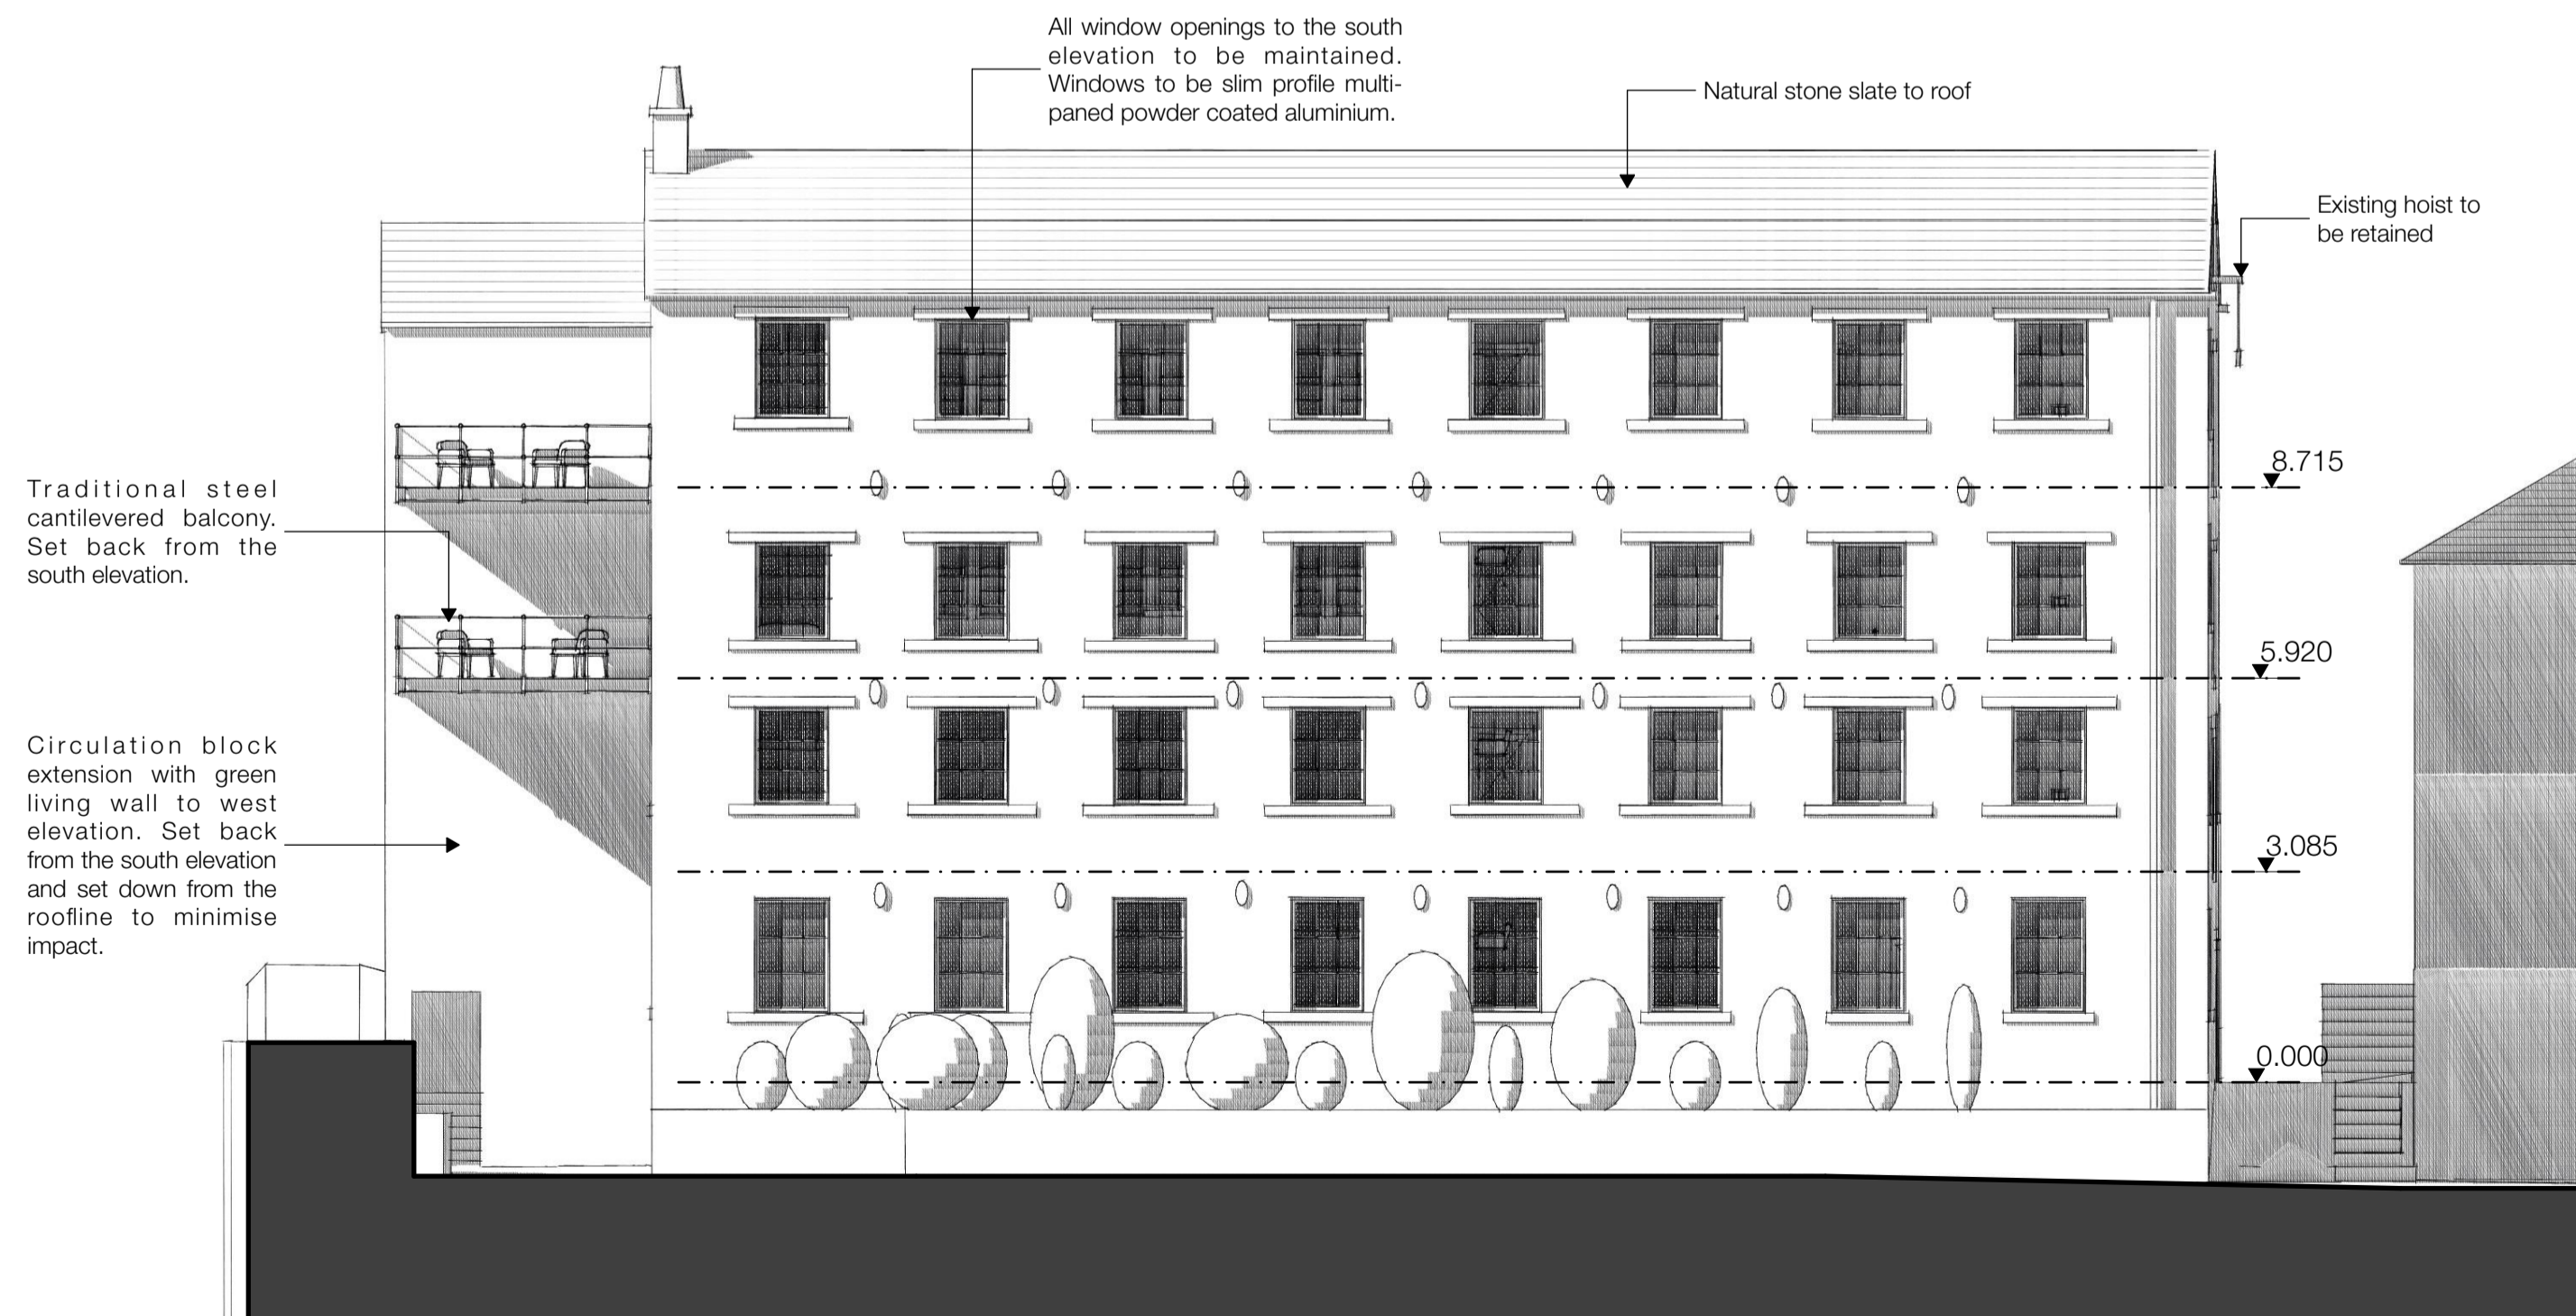 All window openings to the south
elevation to be maintained.
Windows to be slim profile multi-
paned powder coated aluminium.
Natural stone slate to roof
Existing hoist to
be retained
8.715
Traditional steel
cantilevered balcony.
Set back from the
south elevation.
5.920
Circulation block
extension with green
living wall to west
elevation. Set back
from the south elevation
and set down from the
roofline to minimise
impact.
3.085
0.000